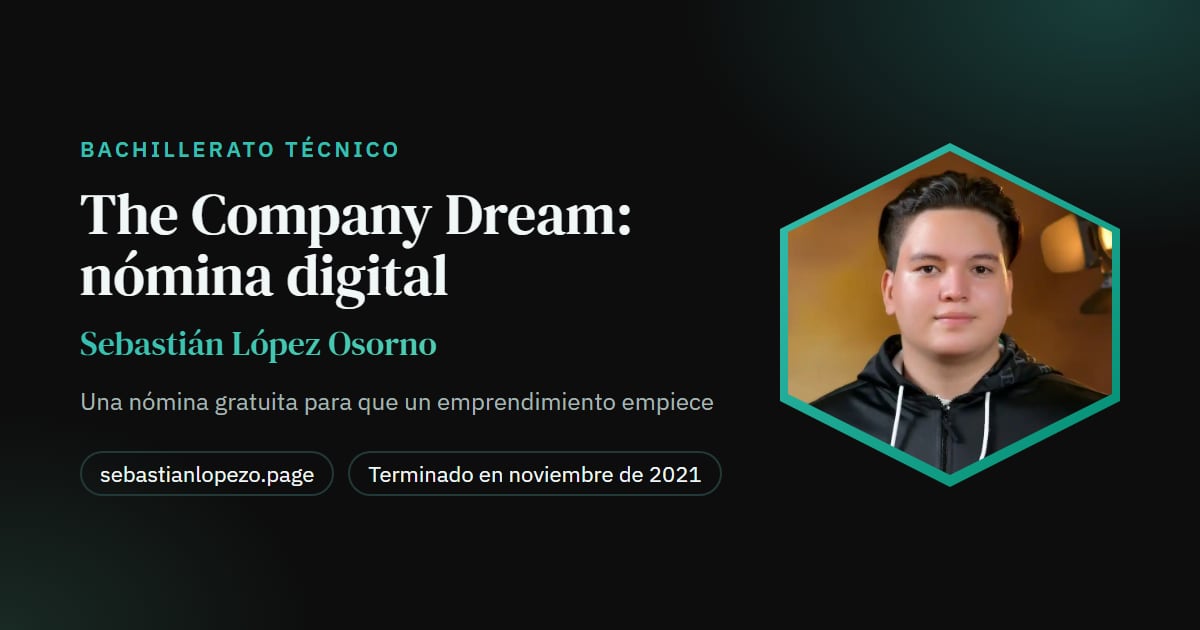 BACHILLERATO TÉCNICO
The Company Dream:
nómina digital
Sebastián López Osorno
Una nómina gratuita para que un emprendimiento empiece
sebastianlopezo.page
Terminado en noviembre de 2021